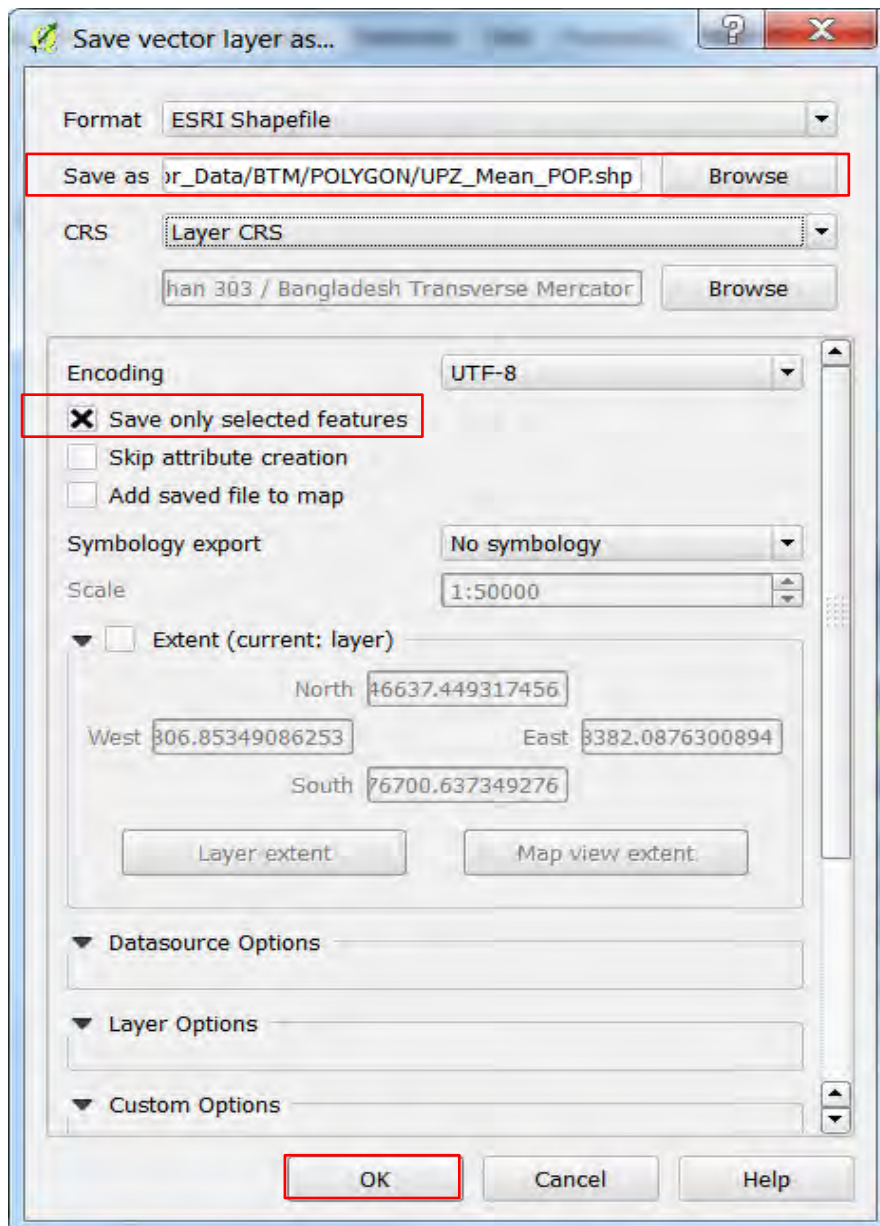 Save vector layer as...
Format ESRI Shapefile
Save as or_Data/BTM/POLYGON/UPZ_Mean_POP.shp Browse
CRS Layer CRS
han 303 / Bangladesh Transverse Mercator Browse
Encoding UTF-8
Save only selected features
Skip attribute creation
Add saved file to map
Symbology export No symbology
Scale 1:50000
Extent (current: layer)
North 46637.449317456
West 306.85349086253 East 3382.0876300894
South 76700.637349276
Layer extent Map view extent
Datasource Options
Layer Options
Custom Options
OK Cancel Help